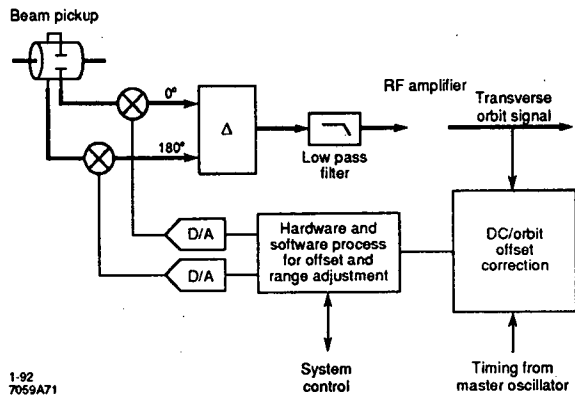 Beam pickup
0°
180°
Δ
Low pass
filter
RF amplifier
Transverse
orbit signal
D/A
D/A
Hardware and
software process
for offset and
range adjustment
DC/orbit
offset
correction
System
control
Timing from
master oscillator
1-92
7059A71